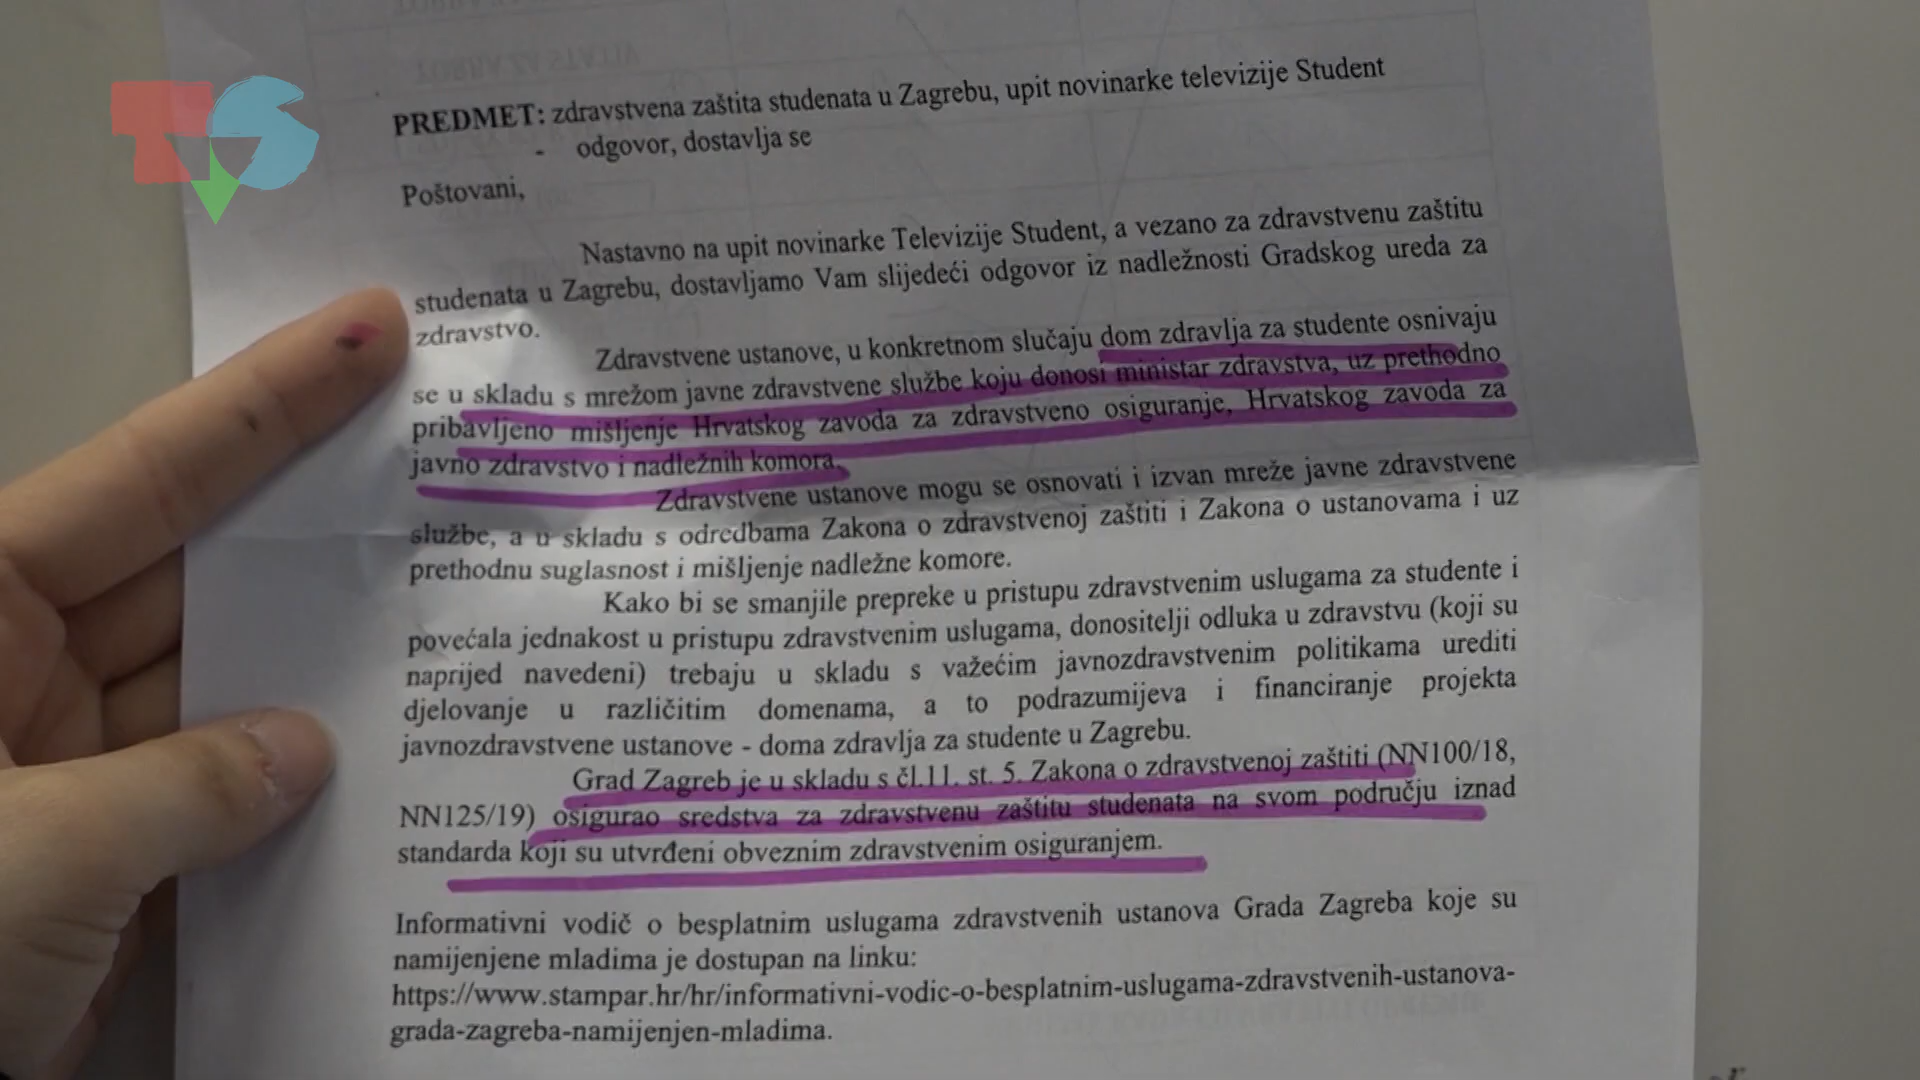 TS
PREDMET: zdravstvena zaštita studenata u Zagrebu, upit novinarke televizije Student
- odgovor, dostavlja se
Poštovani,
Nastavno na upit novinarke Televizije Student, a vezano za zdravstvenu zaštitu
studenata u Zagrebu, dostavljamo Vam slijedeći odgovor iz nadležnosti Gradskog ureda za
zdravstvo.
Zdravstvene ustanove, u konkretnom slučaju dom zdravlja za studente osnivaju
se u skladu s mrežom javne zdravstvene službe koju donosi ministar zdravstva, uz prethodno
pribavljeno mišljenje Hrvatskog zavoda za zdravstveno osiguranje, Hrvatskog zavoda za
javno zdravstvo i nadležnih komora.
Zdravstvene ustanove mogu se osnovati i izvan mreže javne zdravstvene
službe, a u skladu s odredbama Zakona o zdravstvenoj zaštiti i Zakona o ustanovama i uz
prethodnu suglasnost i mišljenje nadležne komore.
Kako bi se smanjile prepreke u pristupu zdravstvenim uslugama za studente i
povećala jednakost u pristupu zdravstvenim uslugama, donositelji odluka u zdravstvu (koji su
naprijed navedeni) trebaju u skladu s važećim javnozdravstvenim politikama urediti
djelovanje u različitim domenama, a to podrazumijeva i financiranje projekta
javnozdravstvene ustanove - doma zdravlja za studente u Zagrebu.
Grad Zagreb je u skladu s čl.11. st. 5. Zakona o zdravstvenoj zaštiti (NN100/18,
NN125/19) osigurao sredstva za zdravstvenu zaštitu studenata na svom području iznad
standarda koji su utvrđeni obveznim zdravstvenim osiguranjem.
Informativni vodič o besplatnim uslugama zdravstvenih ustanova Grada Zagreba koje su
namijenjene mladima je dostupan na linku:
https://www.stampar.hr/hr/informativni-vodic-o-besplatnim-uslugama-zdravstvenih-ustanova-
grada-zagreba-namijenjen-mladima.